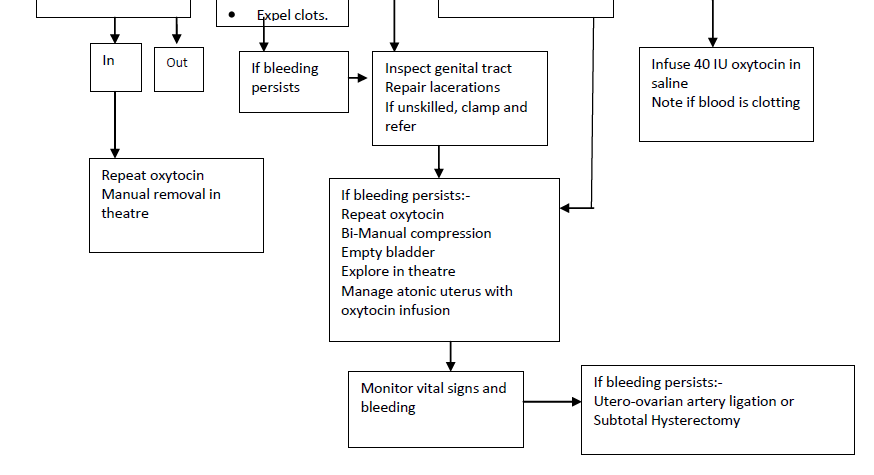 ● Expel clots.
In
Out
If bleeding
persists
Inspect genital tract
Repair lacerations
If unskilled, clamp and
refer
Infuse 40 IU oxytocin in
saline
Note if blood is clotting
Repeat oxytocin
Manual removal in
theatre
If bleeding persists:-
Repeat oxytocin
Bi-Manual compression
Empty bladder
Explore in theatre
Manage atonic uterus with
oxytocin infusion
Monitor vital signs and
bleeding
If bleeding persists:-
Utero-ovarian artery ligation or
Subtotal Hysterectomy